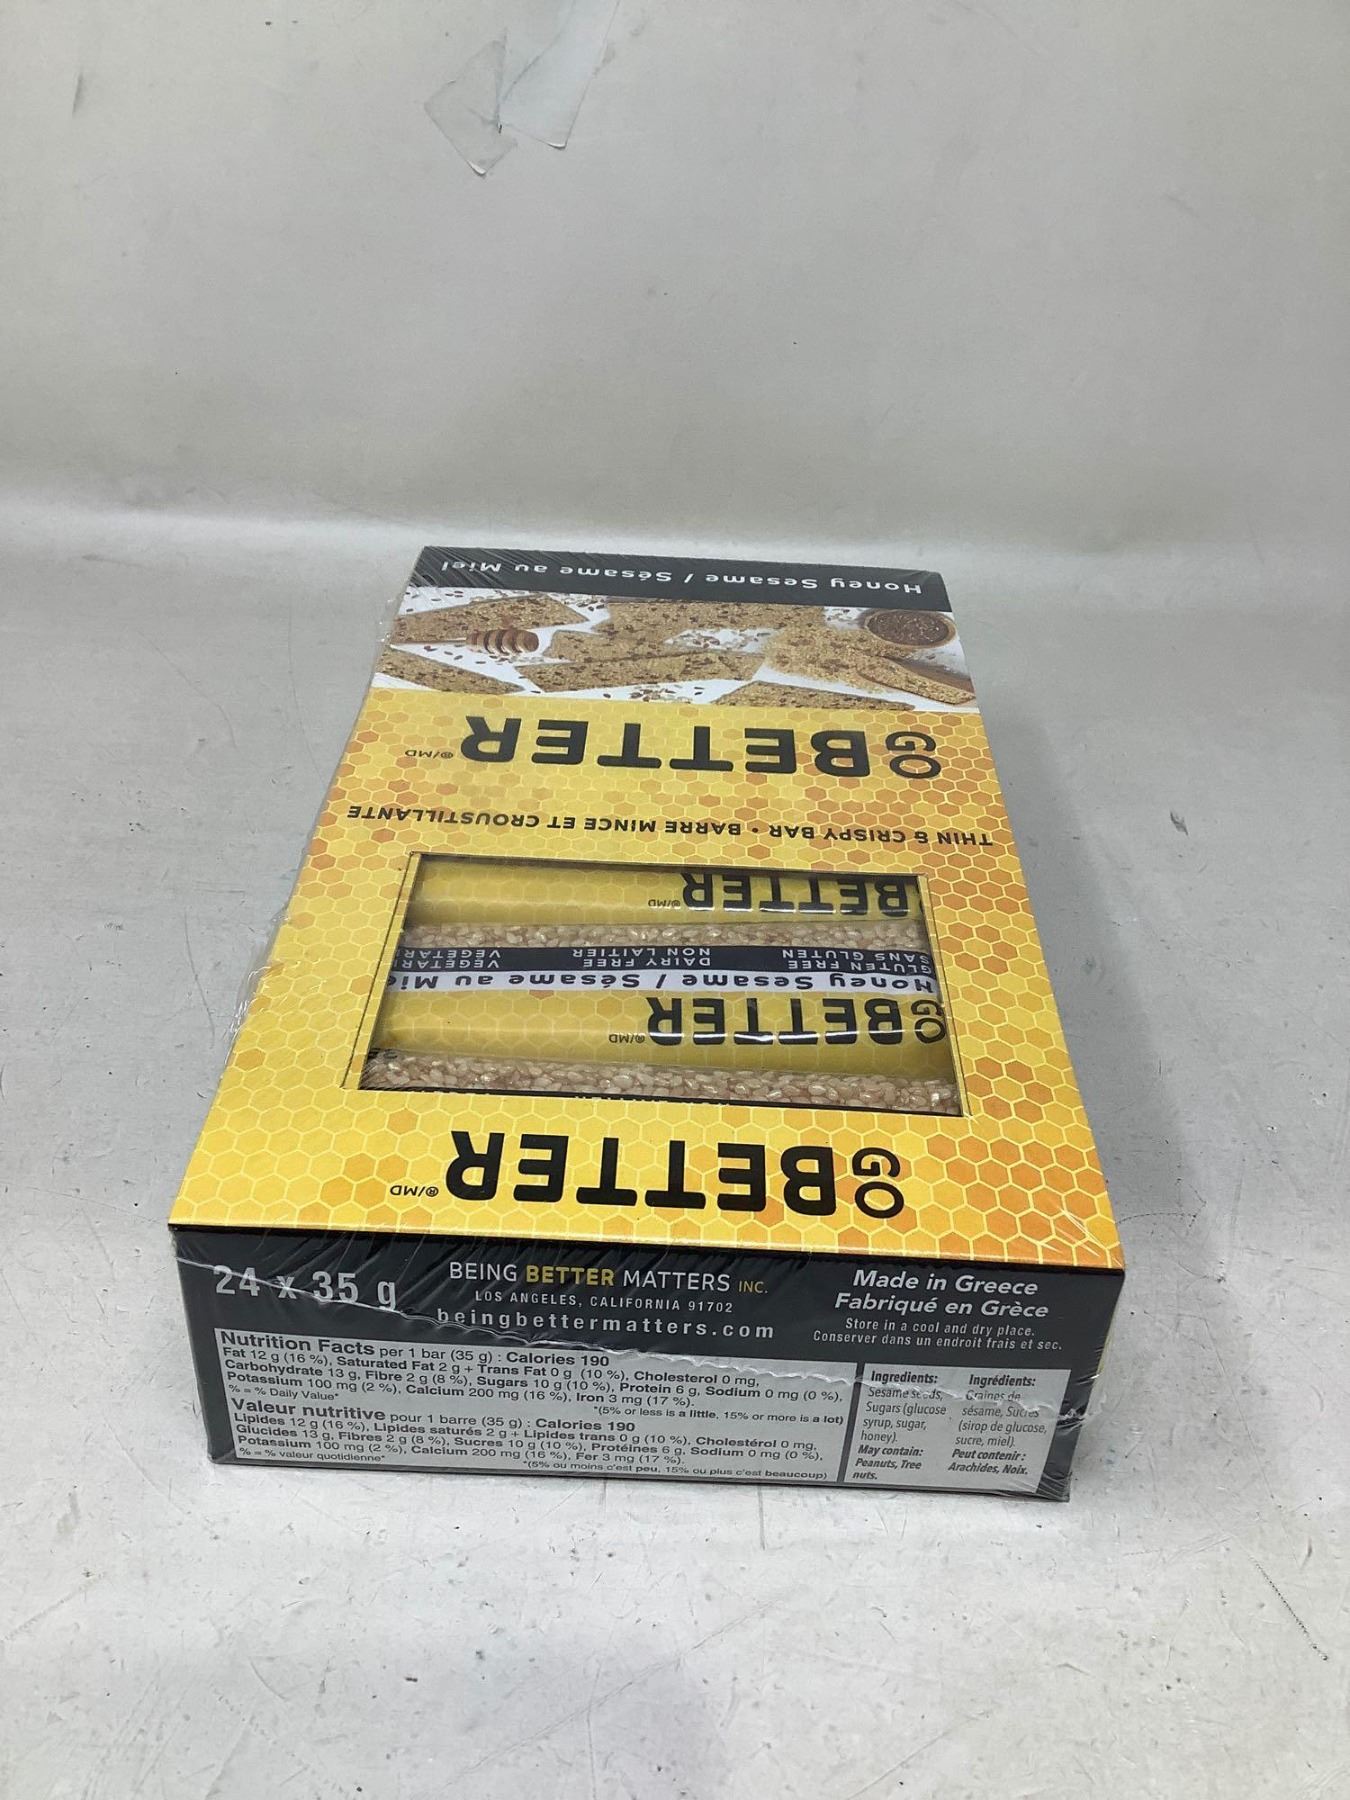 Honey Sesame / Sésame au Miel
GO BETTER ®/MD
THIN & CRISPY BAR • BARRE MINCE ET CROUSTILLANTE
BETTER ®/MD
GLUTEN FREE DAIRY FREE
SANS GLUTEN NON LAITIER
Honey Sesame / Sésame au
GO BETTER ®/MD
GO BETTER ®/MD
24 x 35 g
BEING BETTER MATTERS INC.
LOS ANGELES, CALIFORNIA 91702
beingbettermatters.com
Made in Greece
Fabriqué en Grèce
Store in a cool and dry place.
Conserver dans un endroit frais et sec.
Nutrition Facts per 1 bar (35 g) : Calories 190
Fat 12 g (16 %), Saturated Fat 2 g + Trans Fat 0 g (10 %), Cholesterol 0 mg,
Carbohydrate 13 g, Fibre 2 g (8 %), Sugars 10 g (10 %), Protein 6 g, Sodium 0 mg (0 %),
Potassium 100 mg (2 %), Calcium 200 mg (16 %), Iron 3 mg (17 %).
% = % Daily Value* *(5% or less is a little, 15% or more is a lot)
Valeur nutritive pour 1 barre (35 g) : Calories 190
Lipides 12 g (16 %), Lipides saturés 2 g + Lipides trans 0 g (10 %), Cholestérol 0 mg,
Glucides 13 g, Fibres 2 g (8 %), Sucres 10 g (10 %), Protéines 6 g, Sodium 0 mg (0 %),
Potassium 100 mg (2 %), Calcium 200 mg (16 %), Fer 3 mg (17 %).
% = % valeur quotidienne* *(5% ou moins c'est peu, 15% ou plus c'est beaucoup)
Ingredients:
Sesame seeds,
Sugars (glucose
syrup, sugar,
honey).
May contain:
Peanuts, Tree
nuts.
Ingrédients:
Graines de
sésame, Sucres
(sirop de glucose,
sucre, miel).
Peut contenir :
Arachides, Noix.